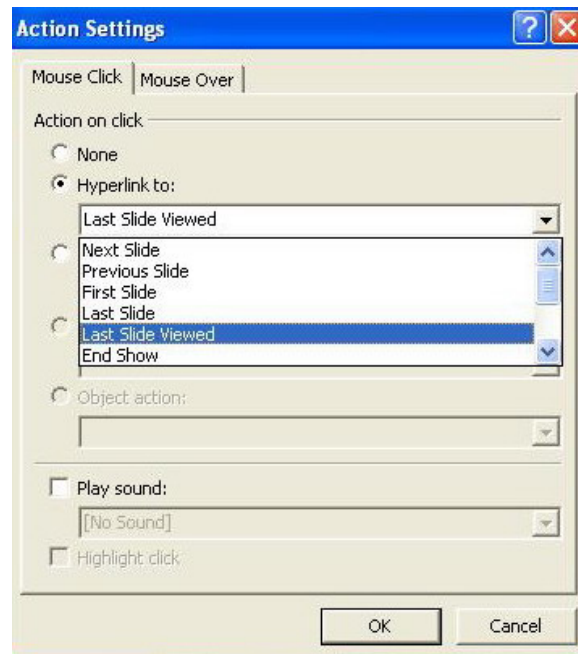 Action Settings
Mouse Click Mouse Over
Action on click
None
Hyperlink to:
Last Slide Viewed
Next Slide
Previous Slide
First Slide
Last Slide
Last Slide Viewed
End Show
Object action:
Play sound:
[No Sound]
Highlight click
OK Cancel